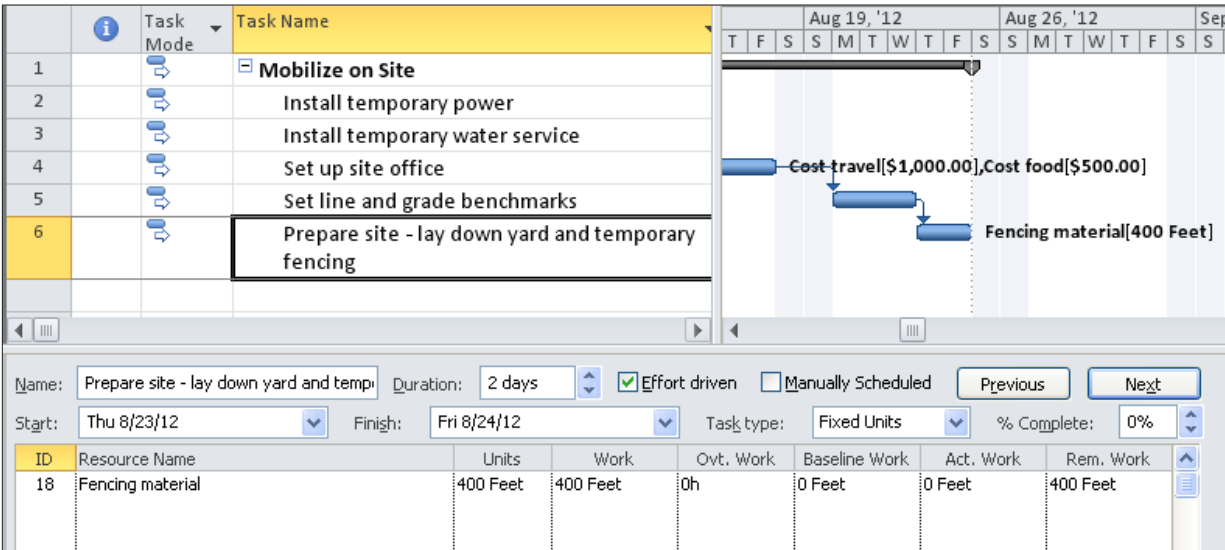 Task Mode Task Name Aug 19, '12 Aug 26, '12 Sep
T F S S M T W T F S S M T W T F S S
1 Mobilize on Site
2 Install temporary power
3 Install temporary water service
4 Set up site office Cost travel[$1,000.00],Cost food[$500.00]
5 Set line and grade benchmarks
6 Prepare site - lay down yard and temporary fencing Fencing material[400 Feet]
Name: Prepare site - lay down yard and temp Duration: 2 days Effort driven Manually Scheduled Previous Next
Start: Thu 8/23/12 Finish: Fri 8/24/12 Task type: Fixed Units % Complete: 0%
ID Resource Name Units Work Ovt. Work Baseline Work Act. Work Rem. Work
18 Fencing material 400 Feet 400 Feet 0h 0 Feet 0 Feet 400 Feet